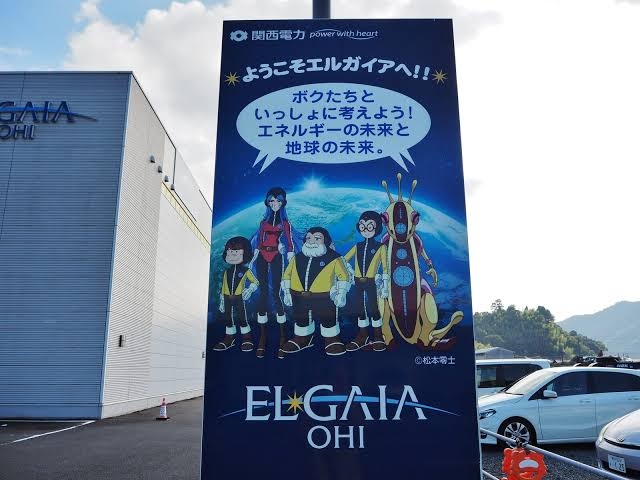 関西電力 power with heart
ようこそエルガイアへ!!
ボクたちと
いっしょに考えよう!
エネルギーの未来と
地球の未来。
©松本零士
EL GAIA
OHI
ELGAIA
OHI